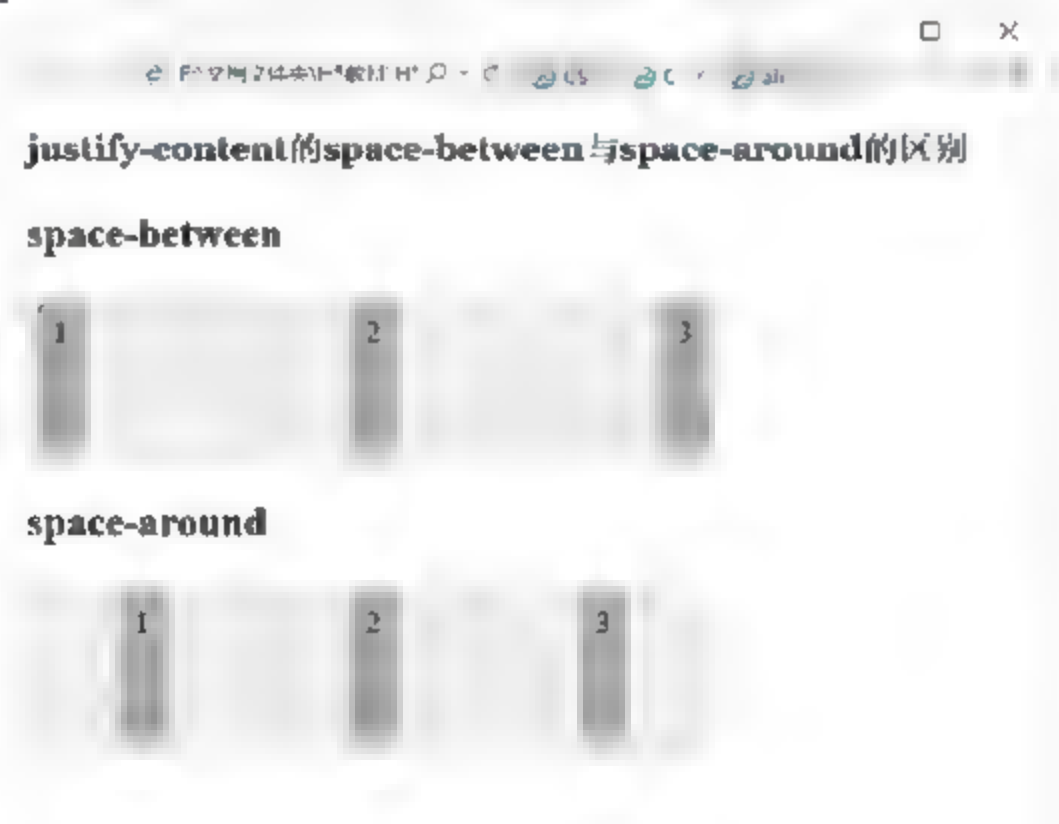 justify-content的space-between与space-around的区别
space-between
1 2 3
space-around
1 2 3